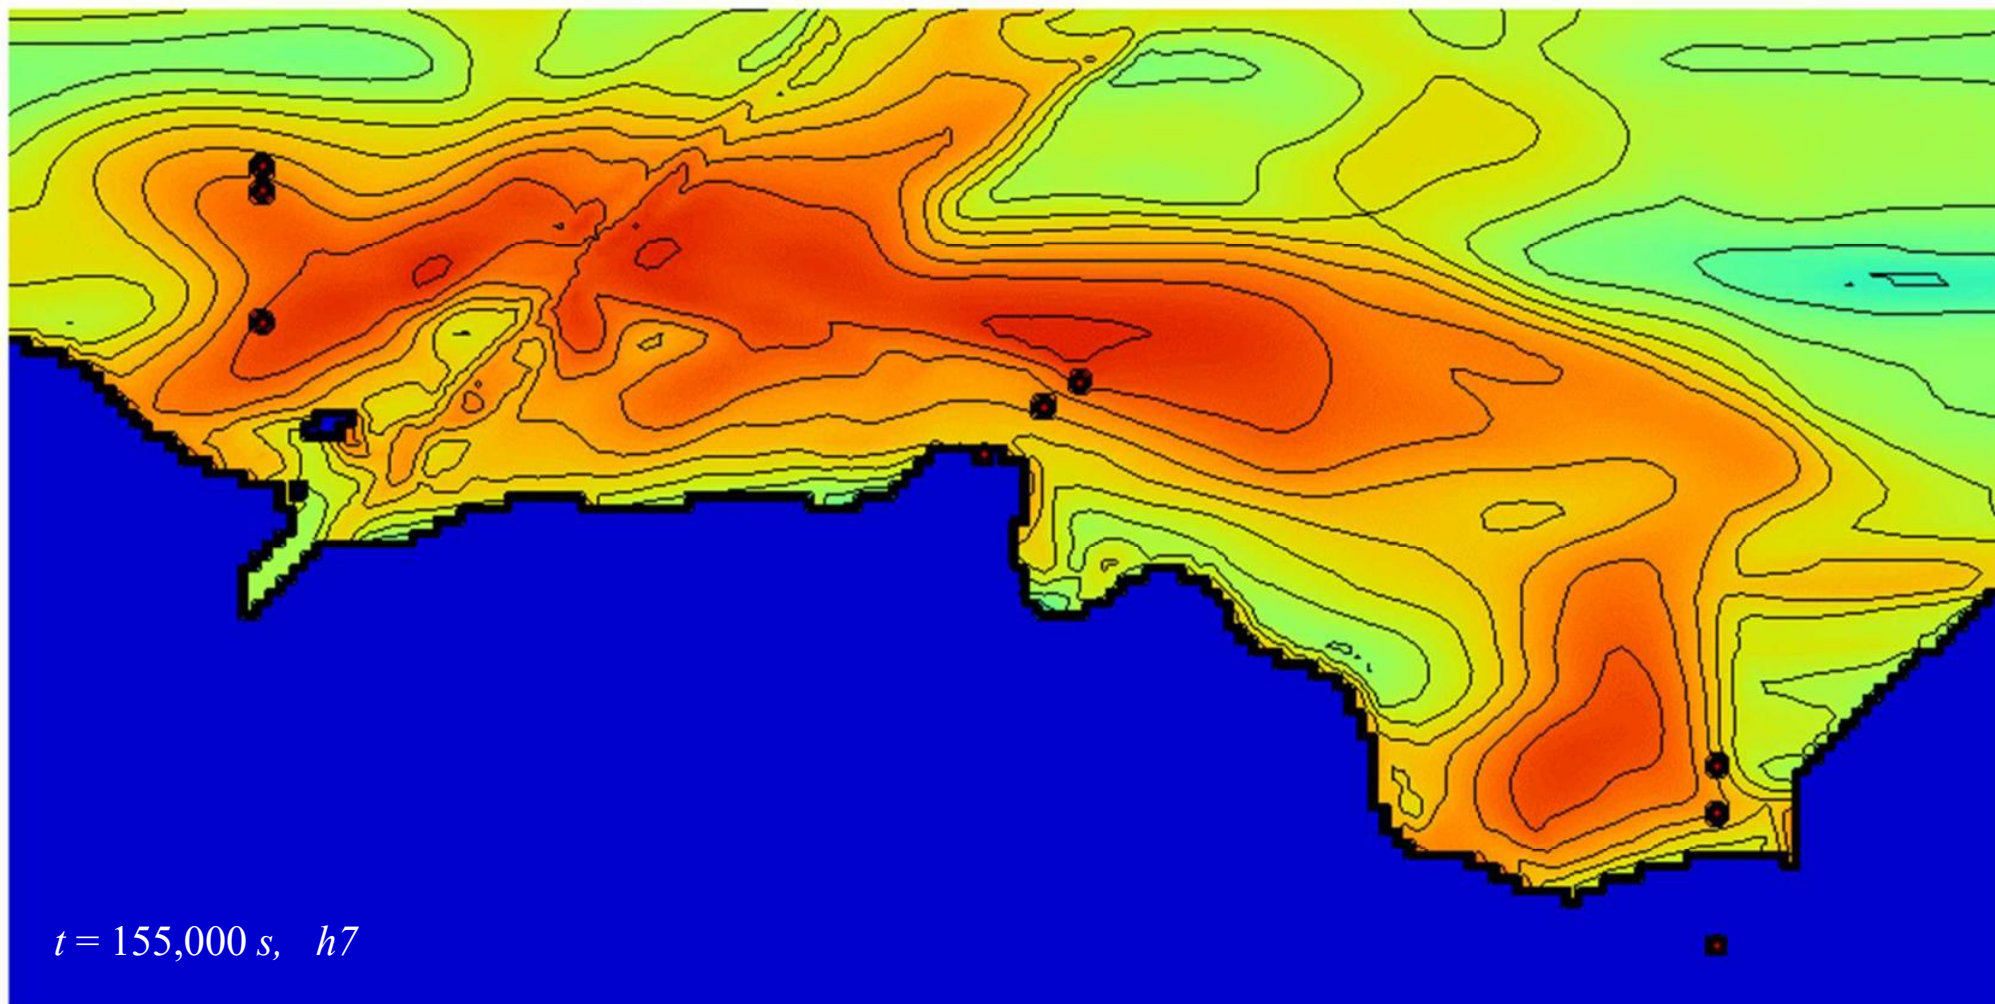 t = 155,000 s, h7